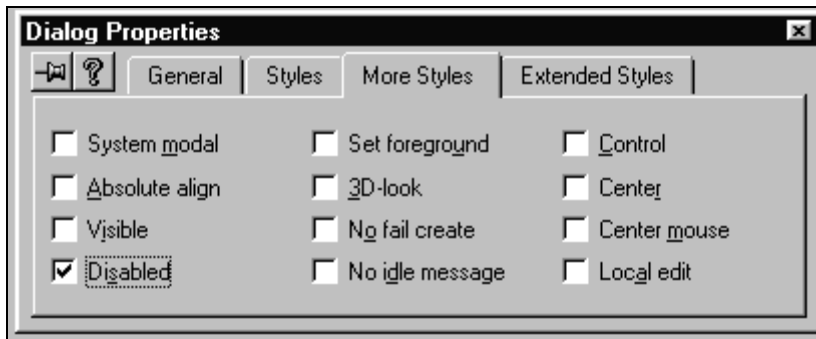 Dialog Properties
General Styles More Styles Extended Styles
System modal Set foreground Control
Absolute align 3D-look Center
Visible No fail create Center mouse
Disabled No idle message Local edit